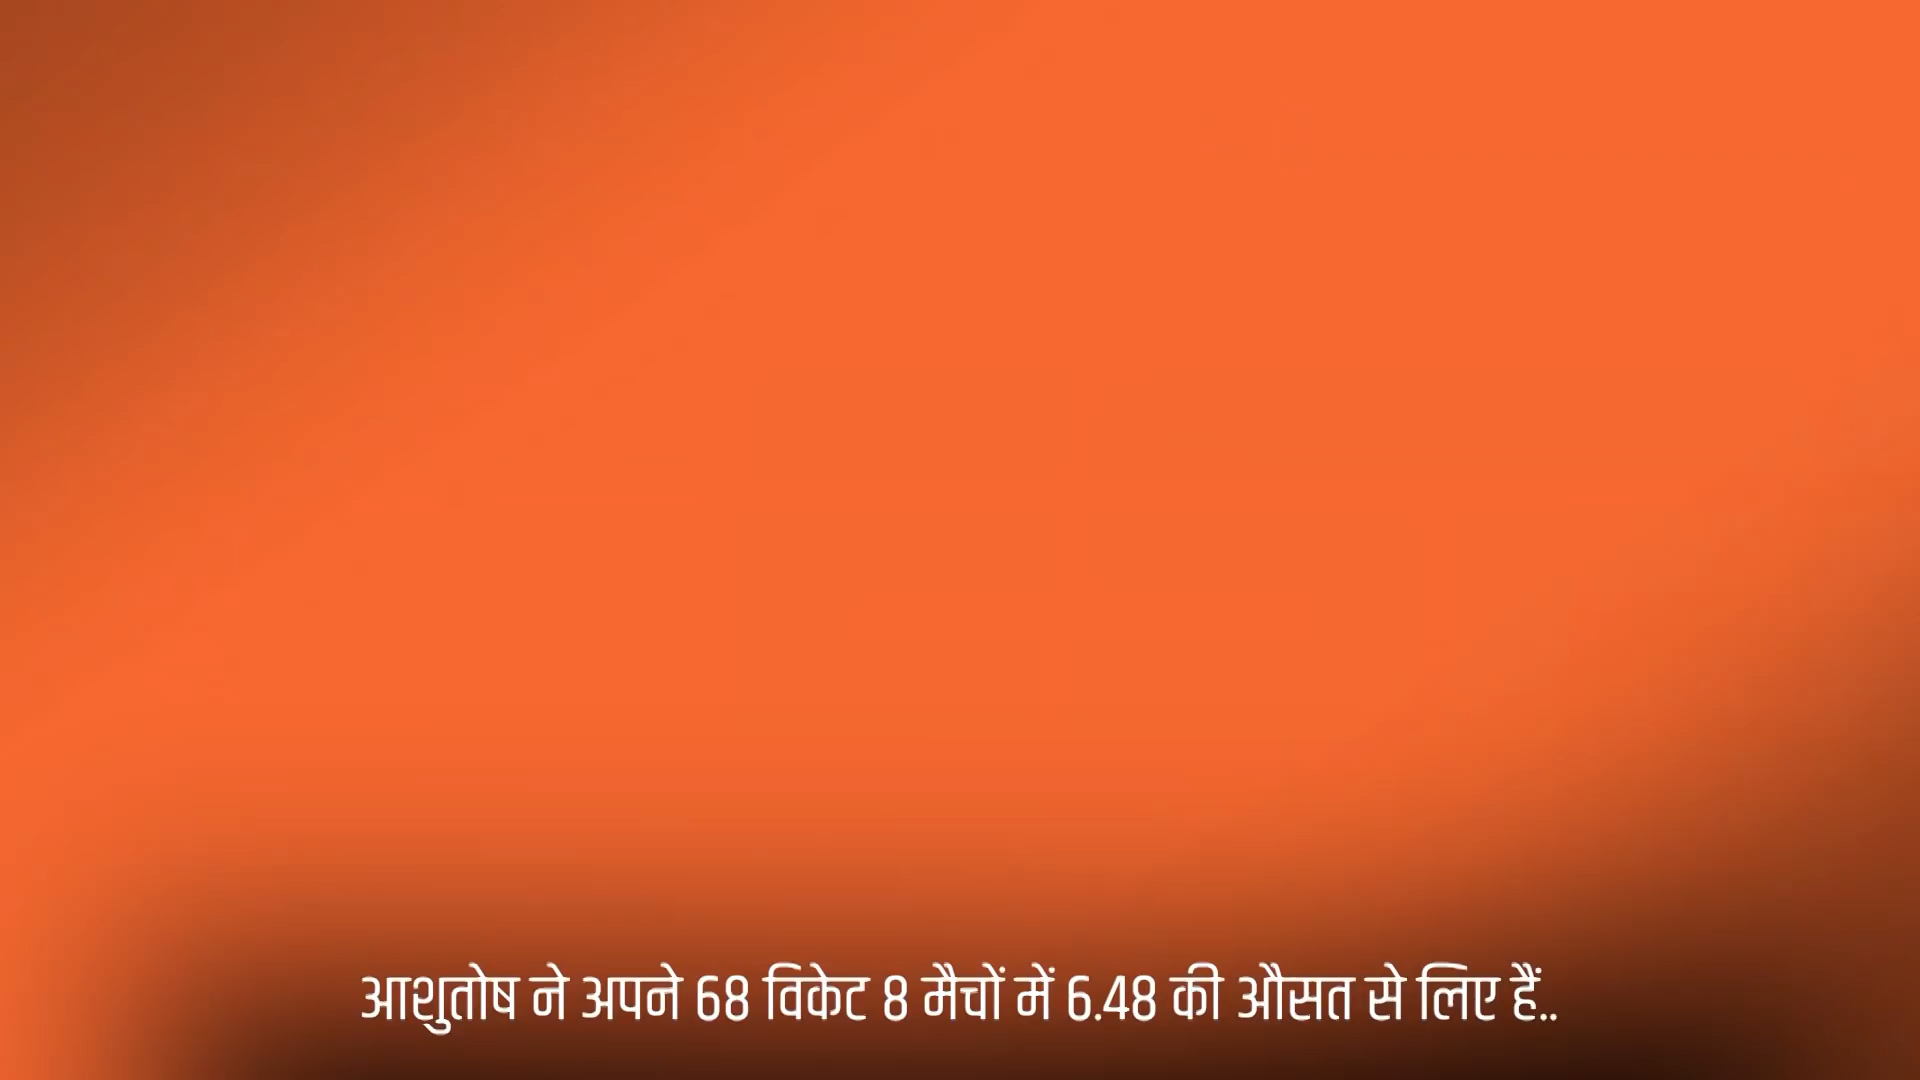 आशुतोष ने अपने 68 विकेट 8 मैचों में 6.48 की औसत से लिए हैं..